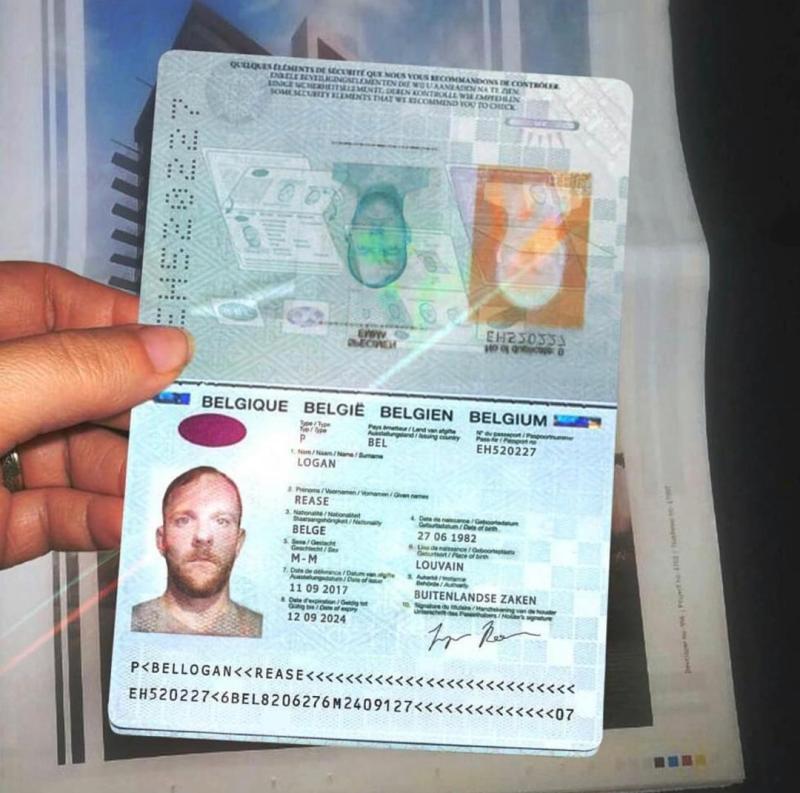 QUELQUES ÉLÉMENTS DE SÉCURITÉ QUE NOUS VOUS RECOMMANDONS DE CONTRÔLER.
ENKELE BEVEILIGINGSELEMENTEN DIE WIJ U AANRADEN NA TE ZIEN.
EINIGE SICHERHEITSELEMENTE, DEREN KONTROLLE WIR EMPFEHLEN.
SOME SECURITY ELEMENTS THAT WE RECOMMEND YOU TO CHECK.
EH520227
SPECIMEN
EMMA
No of duplicate: 0
EH520227
BELGIQUE BELGIË BELGIEN BELGIUM
Type / Type
Typ / Type
P
Pays émetteur / Land van afgifte
Ausstellungsland / Issuing country
BEL
N° du passeport / Paspoortnummer
Pass-Nr / Passport no
EH520227
1. Nom / Naam / Name / Surname
LOGAN
2. Prénoms / Voornamen / Vornamen / Given names
REASE
3. Nationalité / Nationaliteit
Staatsangehörigkeit / Nationality
BELGE
4. Date de naissance / Geboortedatum
Geburtsdatum / Date of birth
27 06 1982
5. Sexe / Geslacht
Geschlecht / Sex
M-M
6. Lieu de naissance / Geboorteplaats
Geburtsort / Place of birth
LOUVAIN
7. Date de délivrance / Datum van afgifte
Ausstellungsdatum / Date of issue
11 09 2017
8. Date d'expiration / Geldig tot
Gültig bis / Date of expiry
12 09 2024
9. Autorité / Instantie
Behörde / Authority
BUITENLANDSE ZAKEN
10. Signature du titulaire / Handtekening van de houder
Unterschrift des Passinhabers / Holder's signature
P<BELLOGAN<<REASE<<<<<<<<<<<<<<<<<<<<<<<<<<<
EH520227<6BEL8206276M2409127<<<<<<<<<<<<<<07